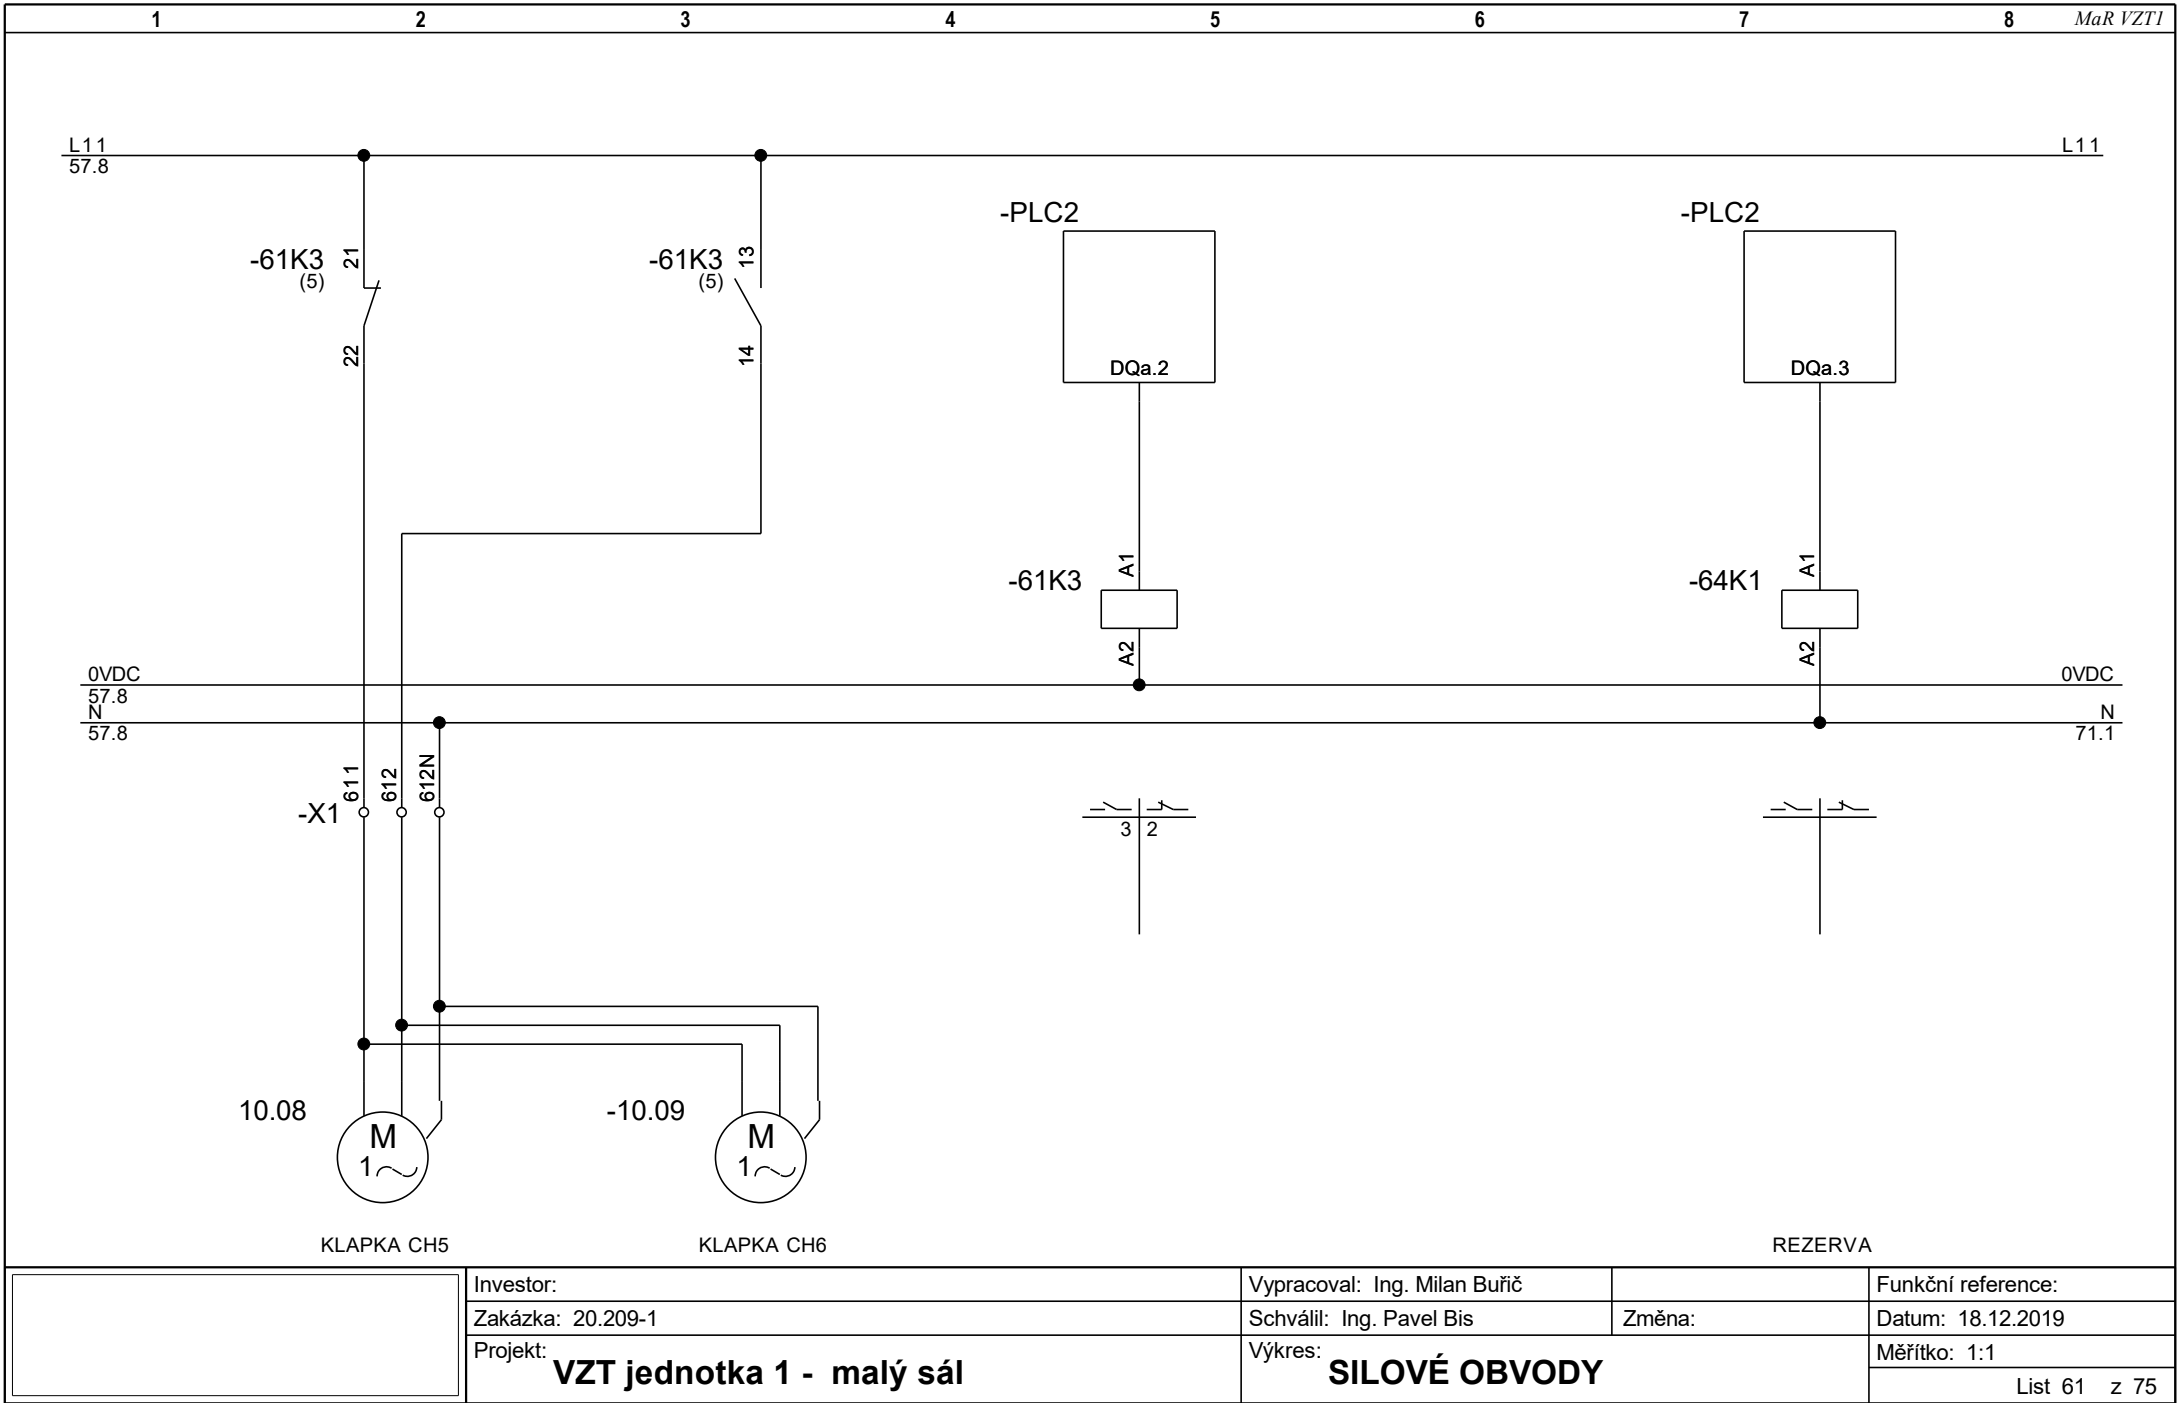 1 2 3 4 5 6 7 8 MaR VZT1
L11 L11
57.8
-PLC2 -PLC2
-61K3 21 -61K3 13
(5) (5)
22 14 DQa.2 DQa.3
-61K3 A1 -64K1 A1
A2 A2
0VDC 0VDC
57.8
N N
57.8 71.1
-X1 611 612 612N
3 2
10.08 -10.09
M M
1 1
KLAPKA CH5 KLAPKA CH6 REZERVA
Investor: Vypracoval: Ing. Milan Buřič Funkční reference:
Zakázka: 20.209-1 Schválil: Ing. Pavel Bis Změna: Datum: 18.12.2019
Projekt: VZT jednotka 1 - malý sál Výkres: SILOVÉ OBVODY Měřítko: 1:1
List 61 z 75